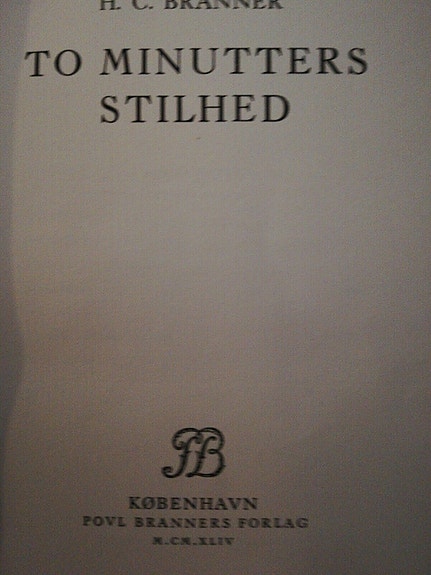 H. C. BRANNER
TO MINUTTERS
STILHED
PB
KØBENHAVN
POVL BRANNERS FORLAG
M.CM.XLIV